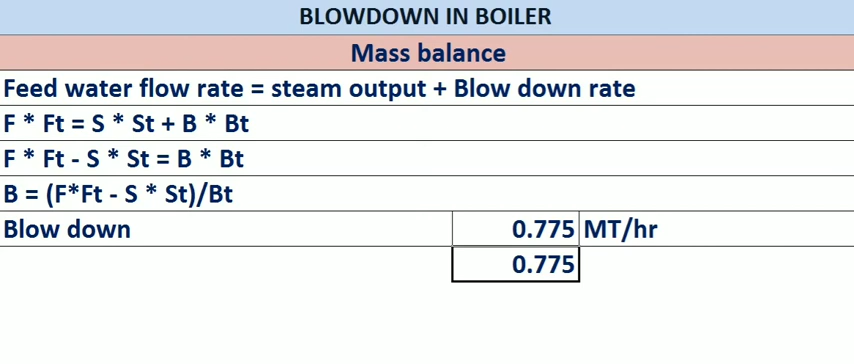 BLOWDOWN IN BOILER
Mass balance
Feed water flow rate = steam output + Blow down rate
F * Ft = S * St + B * Bt
F * Ft - S * St = B * Bt
B = (F*Ft - S * St)/Bt
Blow down 0.775 MT/hr
0.775